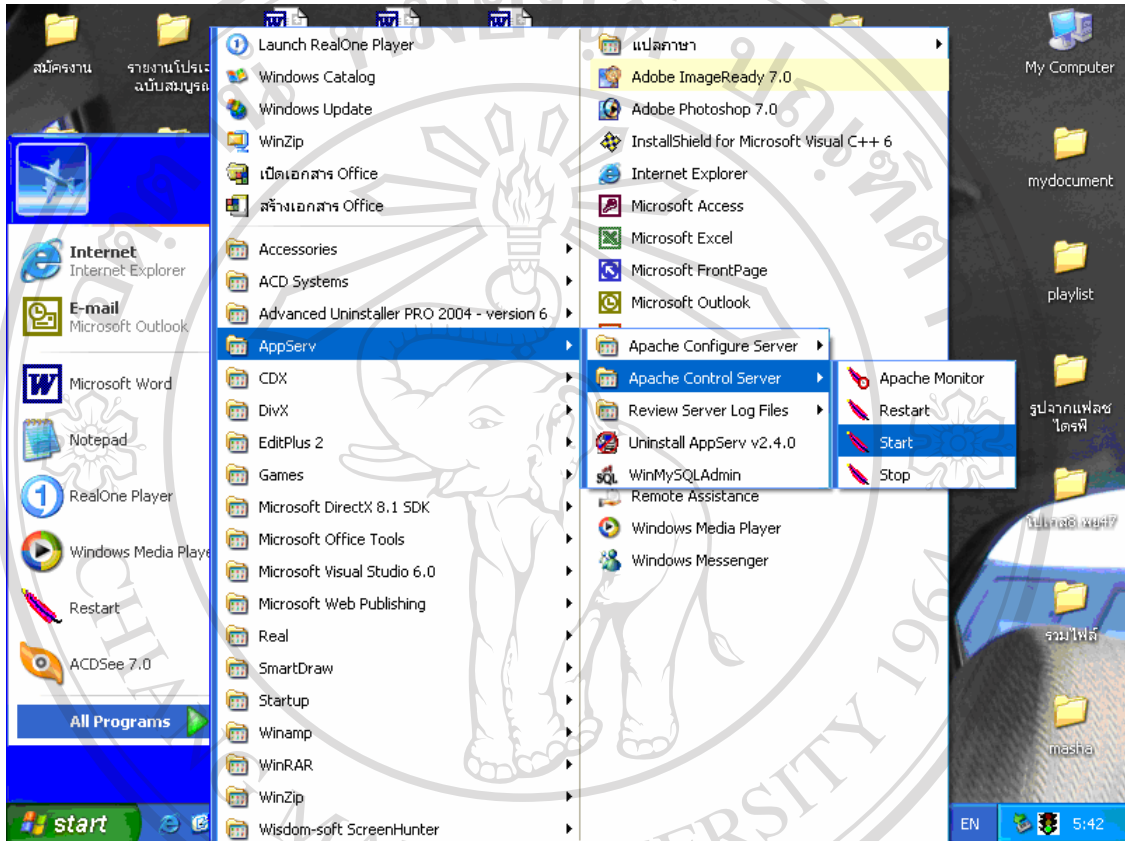 สมัครงาน
รายงานโปรเจ
ฉบับสมบูรณ
Internet
Internet Explorer
E-mail
Microsoft Outlook
Microsoft Word
Notepad
RealOne Player
Windows Media Playe
Restart
ACDSee 7.0
All Programs
start
Launch RealOne Player
Windows Catalog
Windows Update
WinZip
เปิดเอกสาร Office
สร้างเอกสาร Office
Accessories
ACD Systems
Advanced Uninstaller PRO 2004 - version 6
AppServ
CDX
DivX
EditPlus 2
Games
Microsoft DirectX 8.1 SDK
Microsoft Office Tools
Microsoft Visual Studio 6.0
Microsoft Web Publishing
Real
SmartDraw
Startup
Winamp
WinRAR
WinZip
Wisdom-soft ScreenHunter
แปลภาษา
Adobe ImageReady 7.0
Adobe Photoshop 7.0
InstallShield for Microsoft Visual C++ 6
Internet Explorer
Microsoft Access
Microsoft Excel
Microsoft FrontPage
Microsoft Outlook
Apache Configure Server
Apache Control Server
Review Server Log Files
Uninstall AppServ v2.4.0
WinMySQLAdmin
Remote Assistance
Windows Media Player
Windows Messenger
Apache Monitor
Restart
Start
Stop
My Computer
mydocument
playlist
รูปจากแฟลช
ไดรฟ์
รวมไฟล์
masha
EN
5:42